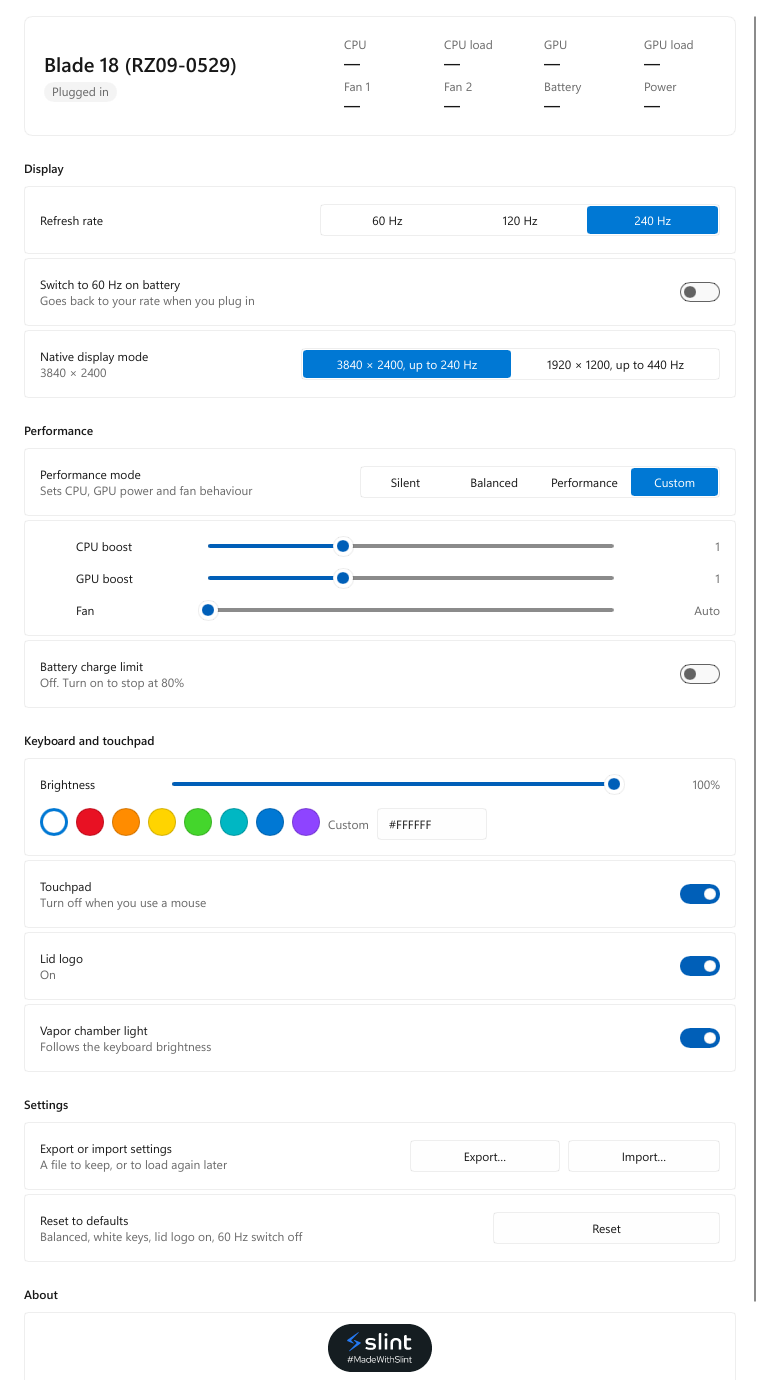 Blade 18 (RZ09-0529)
Plugged in
CPU CPU load GPU GPU load
— — — —
Fan 1 Fan 2 Battery Power
— — — —
Display
Refresh rate 60 Hz 120 Hz 240 Hz
Switch to 60 Hz on battery
Goes back to your rate when you plug in
Native display mode
3840 × 2400
3840 × 2400, up to 240 Hz 1920 × 1200, up to 440 Hz
Performance
Performance mode
Sets CPU, GPU power and fan behaviour
Silent Balanced Performance Custom
CPU boost 1
GPU boost 1
Fan Auto
Battery charge limit
Off. Turn on to stop at 80%
Keyboard and touchpad
Brightness 100%
Custom #FFFFFF
Touchpad
Turn off when you use a mouse
Lid logo
On
Vapor chamber light
Follows the keyboard brightness
Settings
Export or import settings
A file to keep, or to load again later
Export... Import...
Reset to defaults
Balanced, white keys, lid logo on, 60 Hz switch off
Reset
About
slint
#MadeWithSlint